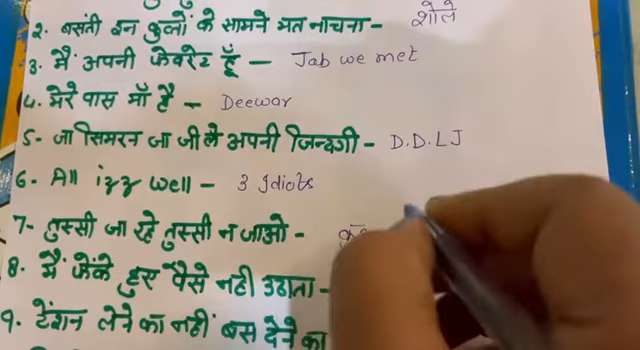 2. बसंती इन कुत्तों के सामने मत नाचना - शोले
3. मैं अपनी फेवरेट हूँ - Jab we met
4. मेरे पास माँ है - Deewar
5- जा सिमरन जा जी ले अपनी जिन्दगी - D.D.L.J
6. All izz well - 3 Idiots
7- तुस्सी जा रहे तुस्सी न जाओ -
8. मैं फेंके हुए पैसे नही उठाता -
9. टेंशन लेने का नहीं बस देने का